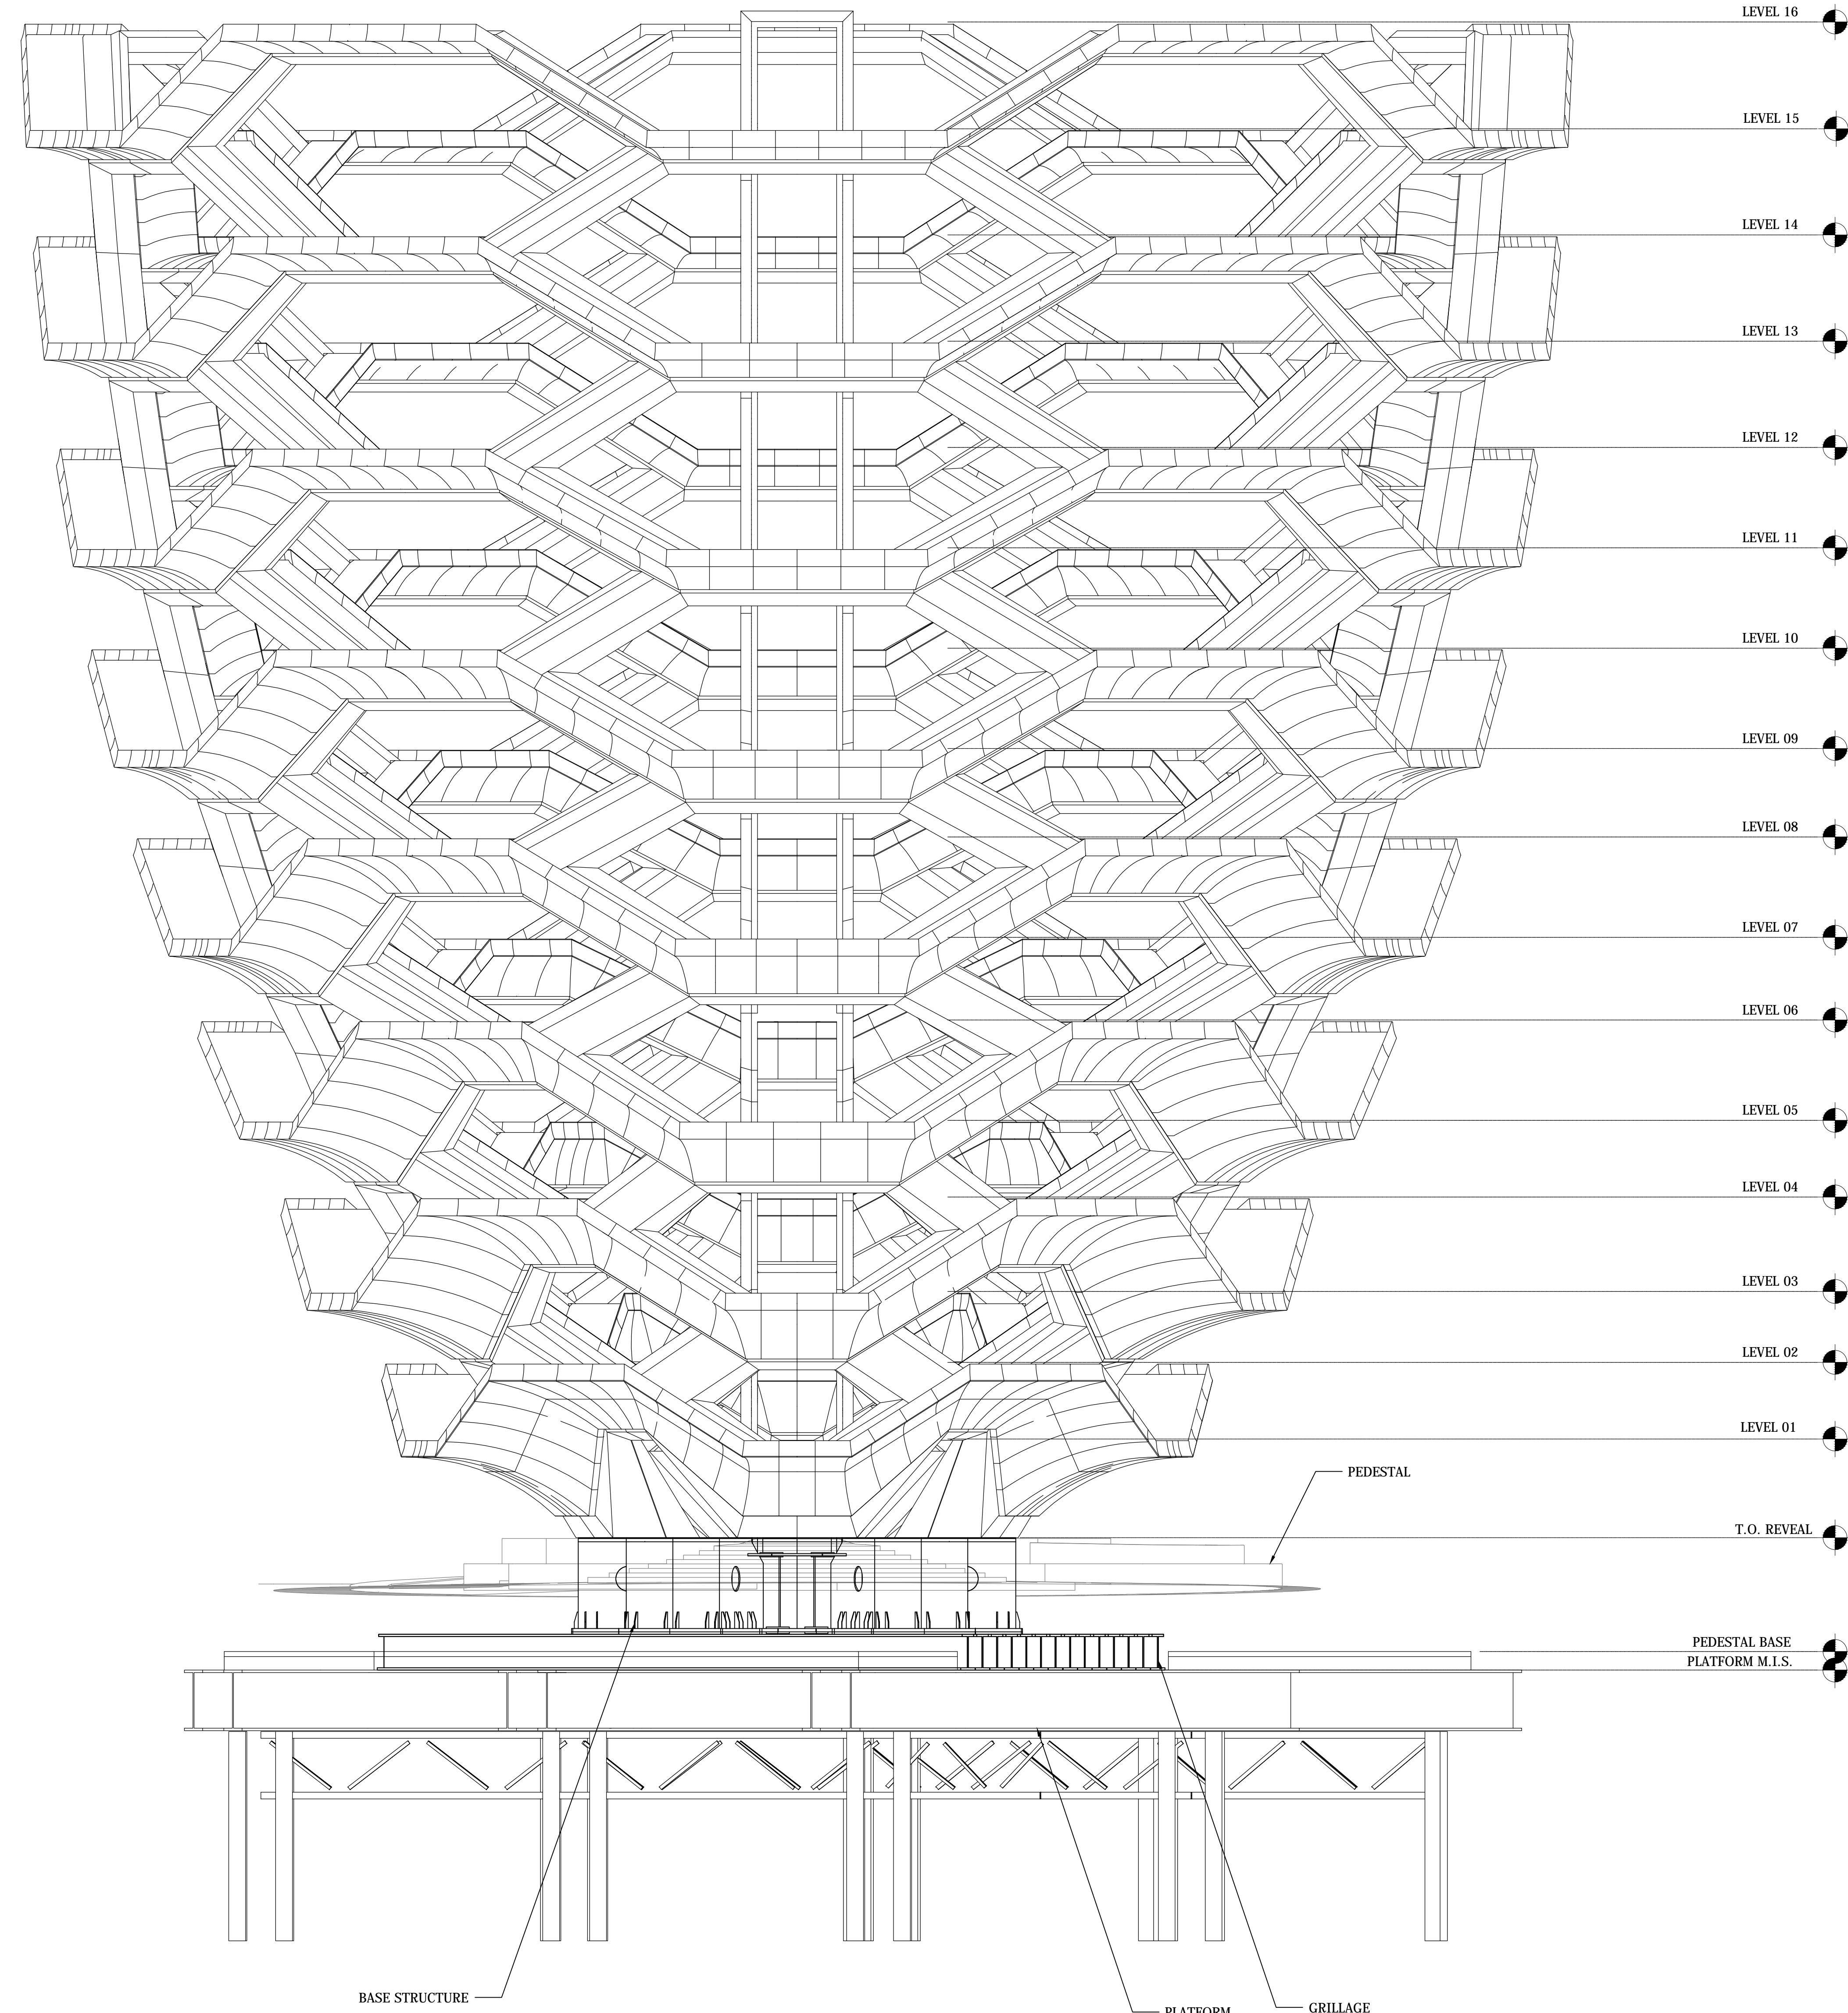 LEVEL 16
LEVEL 15
LEVEL 14
LEVEL 13
LEVEL 12
LEVEL 11
LEVEL 10
LEVEL 09
LEVEL 08
LEVEL 07
LEVEL 06
LEVEL 05
LEVEL 04
LEVEL 03
LEVEL 02
LEVEL 01
PEDESTAL
T.O. REVEAL
PEDESTAL BASE
PLATFORM M.I.S.
BASE STRUCTURE
PLATFORM
GRILLAGE